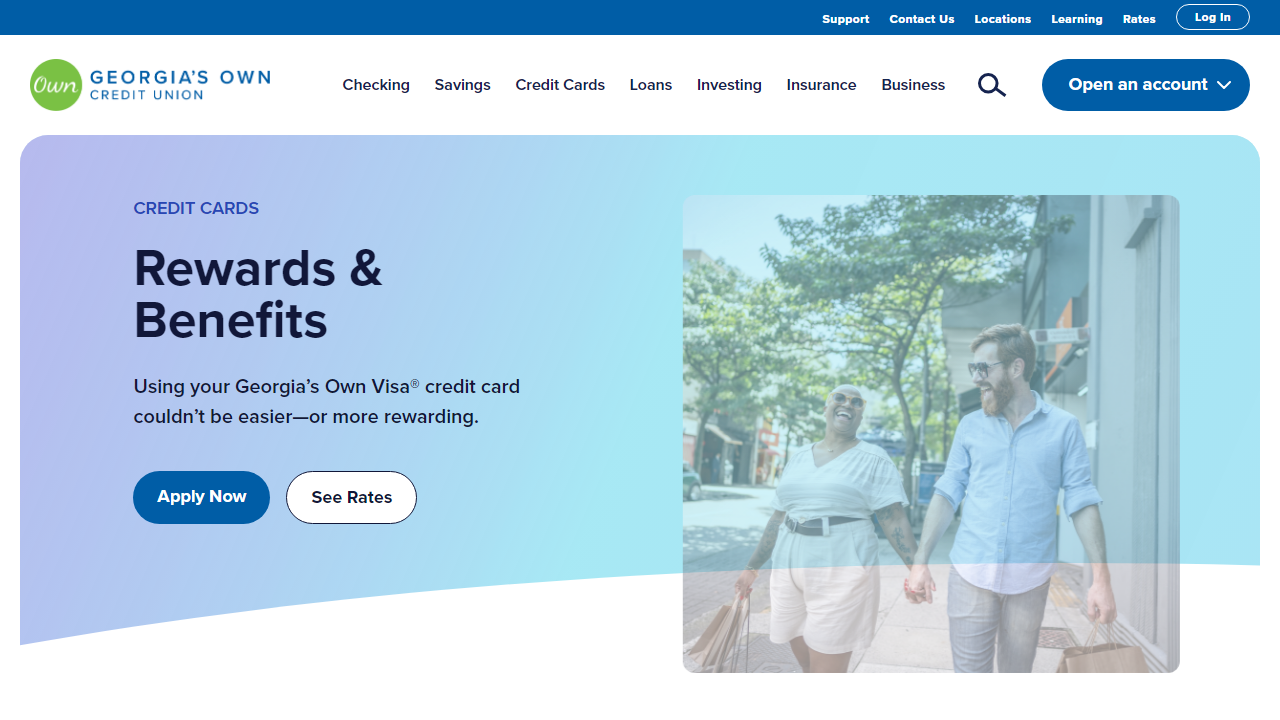 Support Contact Us Locations Learning Rates Log In
Own GEORGIA'S OWN
CREDIT UNION
Checking Savings Credit Cards Loans Investing Insurance Business Open an account
CREDIT CARDS
Rewards &
Benefits
Using your Georgia's Own Visa® credit card
couldn't be easier—or more rewarding.
Apply Now See Rates